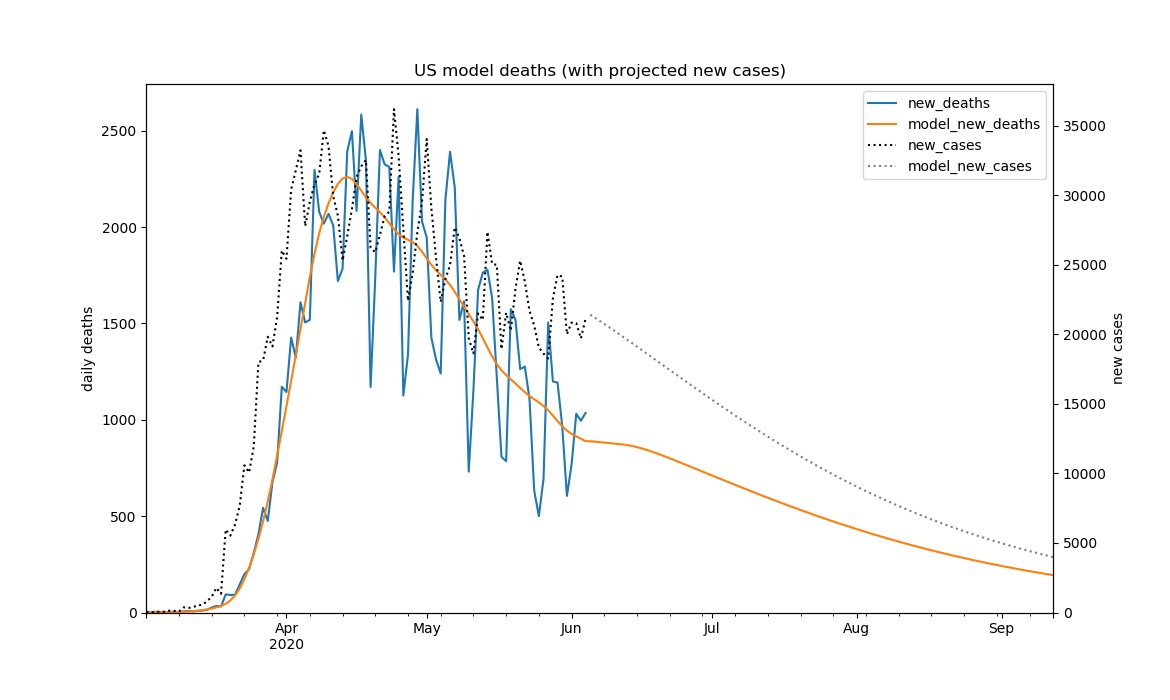 US model deaths (with projected new cases)
new_deaths
model_new_deaths
new_cases
model_new_cases
daily deaths
2500
2000
1500
1000
500
0
35000
30000
25000
20000
15000
10000
5000
0
new cases
Apr
2020
May
Jun
Jul
Aug
Sep